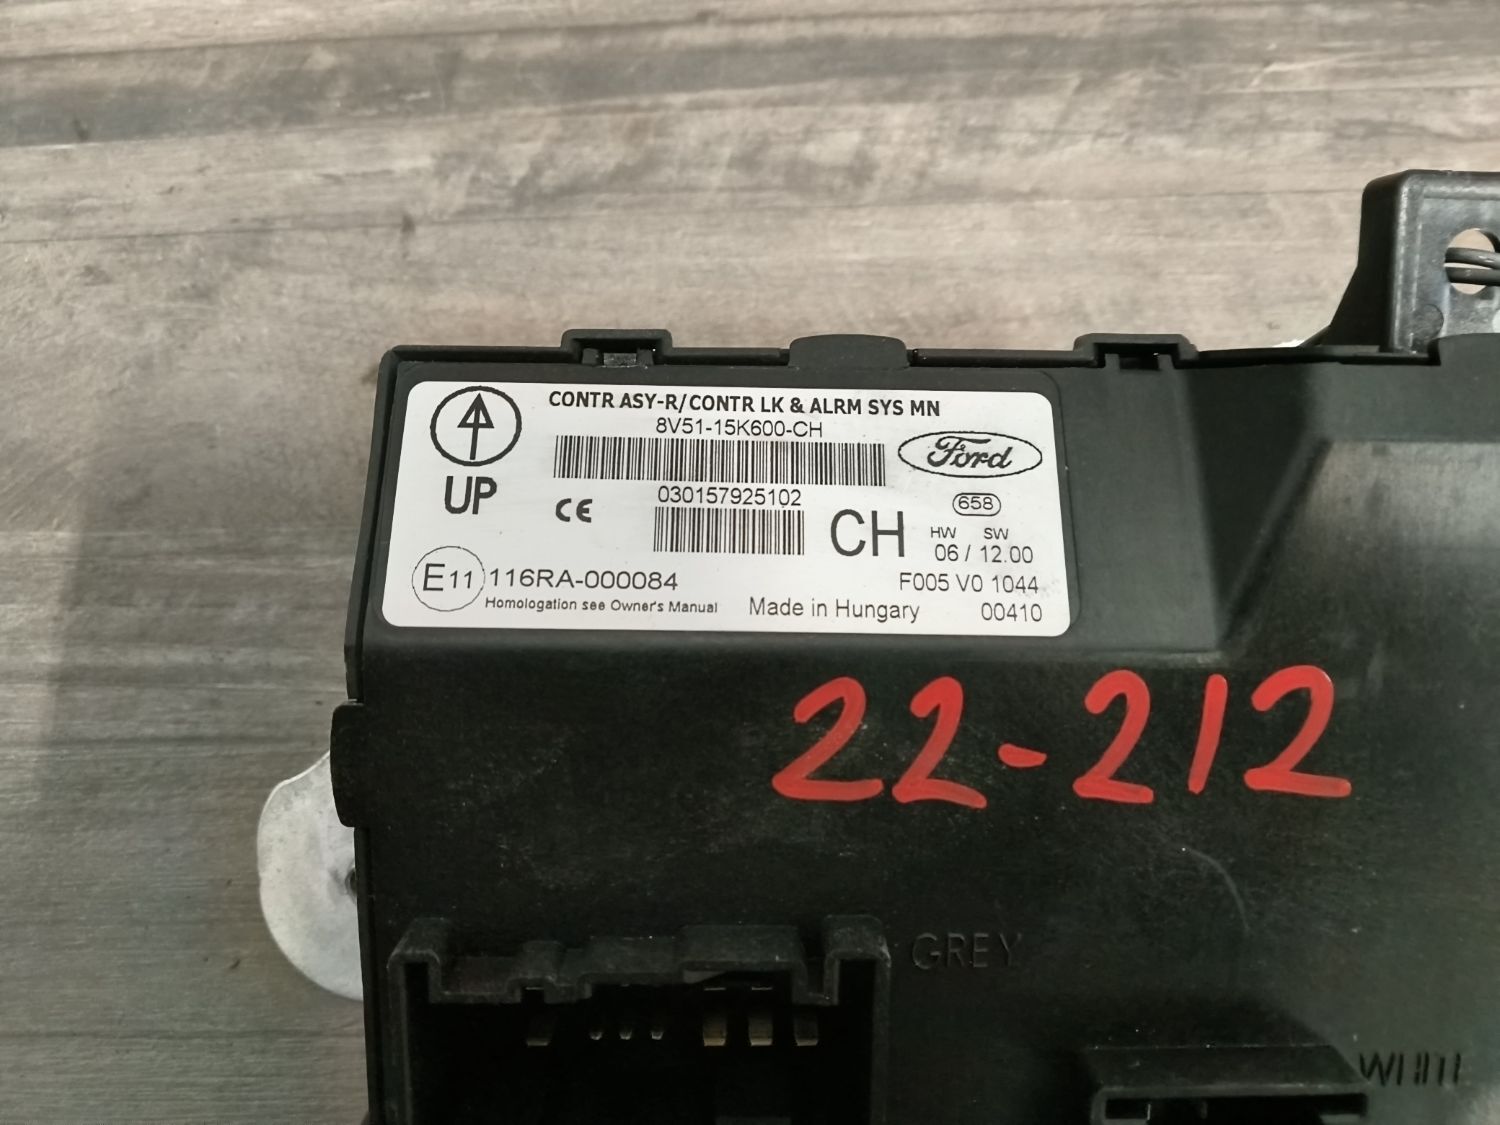 CONTR ASY-R/CONTR LK & ALRM SYS MN
8V51-15K600-CH
Ford
UP
CE
030157925102
CH
658
HW SW
06 / 12.00
E11 116RA-000084
F005 V0 1044
Homologation see Owner's Manual
Made in Hungary
00410
22-212
GREY
WHITE